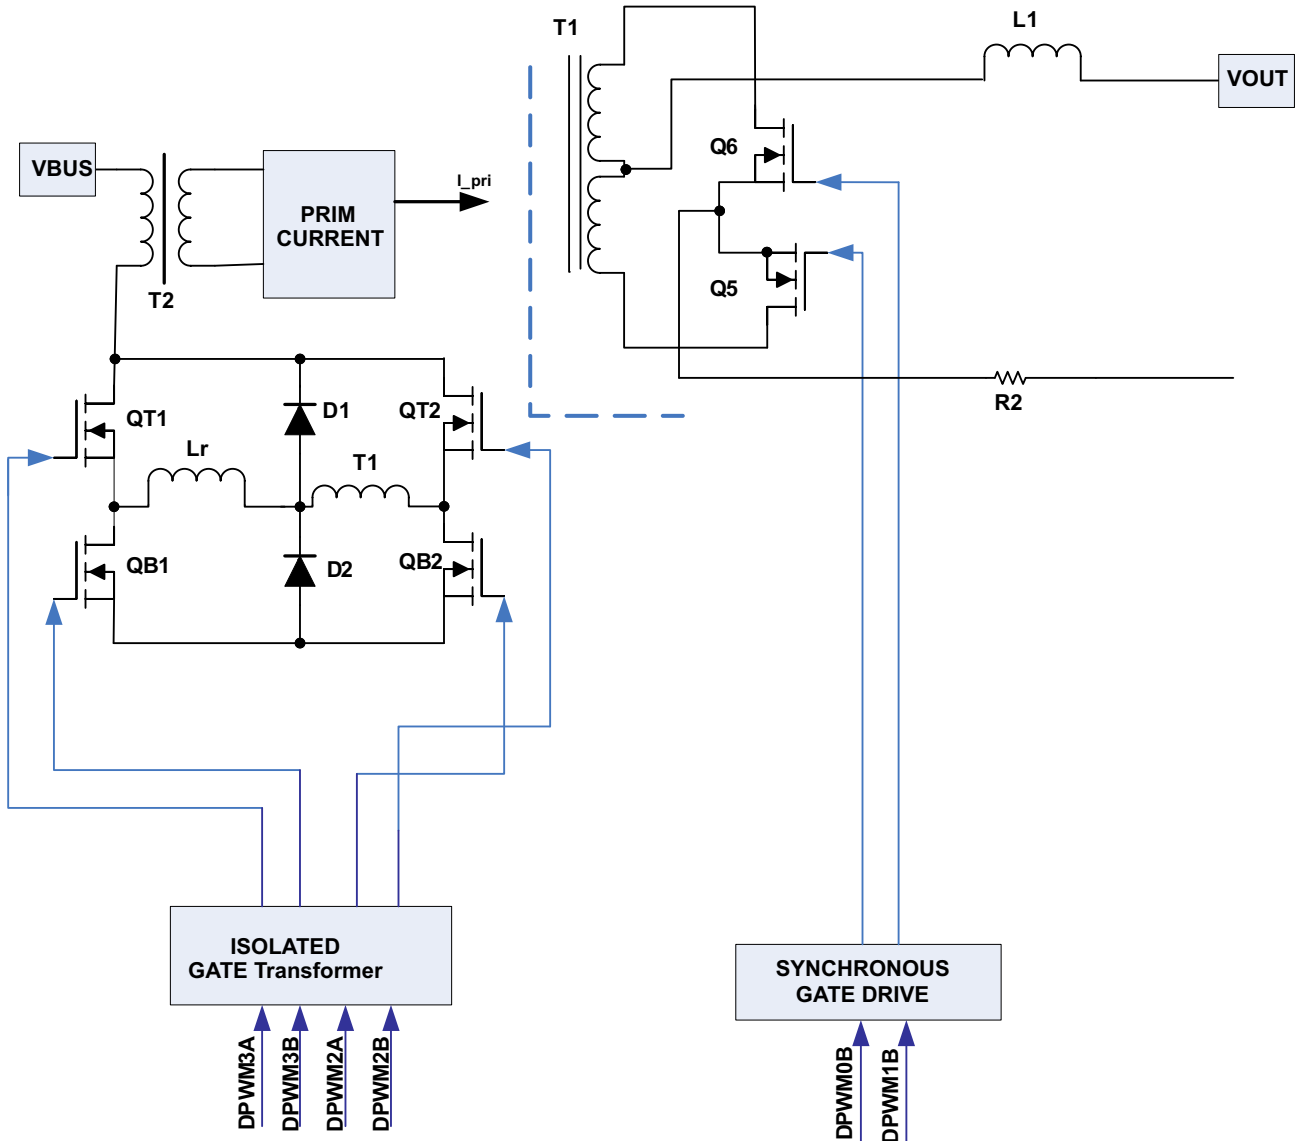 T1
L1
VOUT
VBUS
Q6
I_pri
PRIM
CURRENT
T2
Q5
R2
QT1
D1
QT2
Lr
T1
QB1
D2
QB2
ISOLATED
GATE Transformer
SYNCHRONOUS
GATE DRIVE
DPWM3A
DPWM3B
DPWM2A
DPWM2B
DPWM0B
DPWM1B